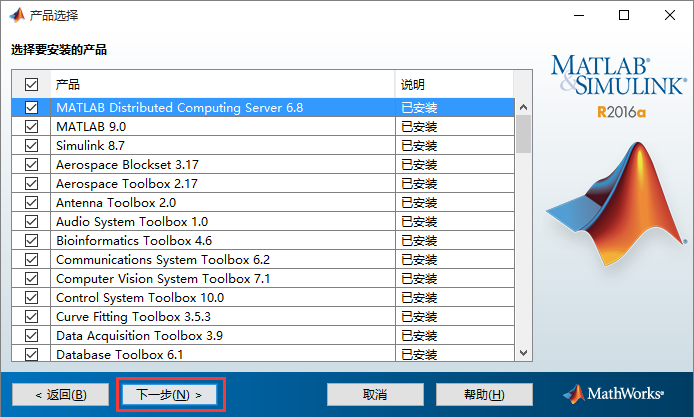 产品选择
选择要安装的产品
产品 说明
MATLAB Distributed Computing Server 6.8 已安装
MATLAB 9.0 已安装
Simulink 8.7 已安装
Aerospace Blockset 3.17 已安装
Aerospace Toolbox 2.17 已安装
Antenna Toolbox 2.0 已安装
Audio System Toolbox 1.0 已安装
Bioinformatics Toolbox 4.6 已安装
Communications System Toolbox 6.2 已安装
Computer Vision System Toolbox 7.1 已安装
Control System Toolbox 10.0 已安装
Curve Fitting Toolbox 3.5.3 已安装
Data Acquisition Toolbox 3.9 已安装
Database Toolbox 6.1 已安装
MATLAB®
&SIMULINK®
R2016a
< 返回(B) 下一步(N) > 取消 帮助(H) MathWorks®